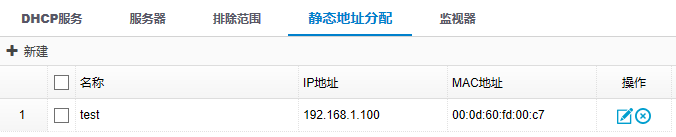 DHCP服务 服务器 排除范围 静态地址分配 监视器
新建
名称 IP地址 MAC地址 操作
1 test 192.168.1.100 00:0d:60:fd:00:c7